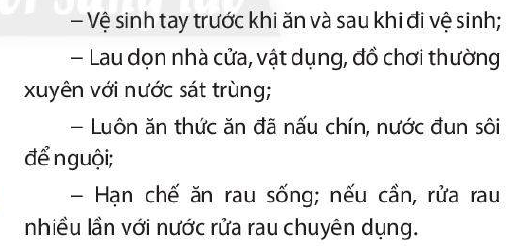 – Vệ sinh tay trước khi ăn và sau khi đi vệ sinh;
– Lau dọn nhà cửa, vật dụng, đồ chơi thường
xuyên với nước sát trùng;
– Luôn ăn thức ăn đã nấu chín, nước đun sôi
để nguội;
– Hạn chế ăn rau sống; nếu cần, rửa rau
nhiều lần với nước rửa rau chuyên dụng.